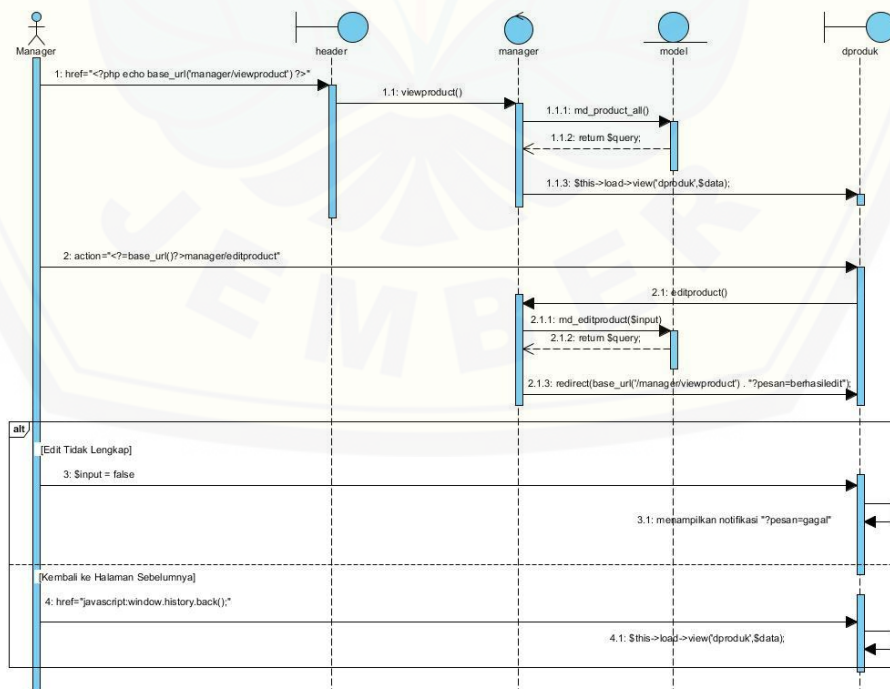 Manager
header
manager
model
dproduk
1: href="<?php echo base_url('manager/viewproduct') ?>"
1.1: viewproduct()
1.1.1: md_product_all()
1.1.2: return $query;
1.1.3: $this->load->view('dproduk',$data);
2: action="<?=base_url()?>manager/editproduct"
2.1: editproduct()
2.1.1: md_editproduct($input)
2.1.2: return $query;
2.1.3: redirect(base_url('/manager/viewproduct') . "?pesan=berhasiledit");
alt
[Edit Tidak Lengkap]
3: $input = false
3.1: menampilkan notifikasi "?pesan=gagal"
[Kembali ke Halaman Sebelumnya]
4: href="javascript:window.history.back();"
4.1: $this->load->view('dproduk',$data);
JEMBER